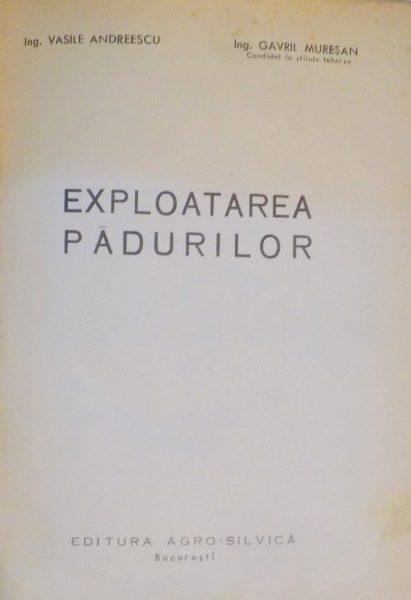 Ing. VASILE ANDREESCU
Ing. GAVRIL MUREȘAN
Candidat în științe tehnice
EXPLOATAREA
PĂDURILOR
EDITURA AGRO-SILVICĂ
București